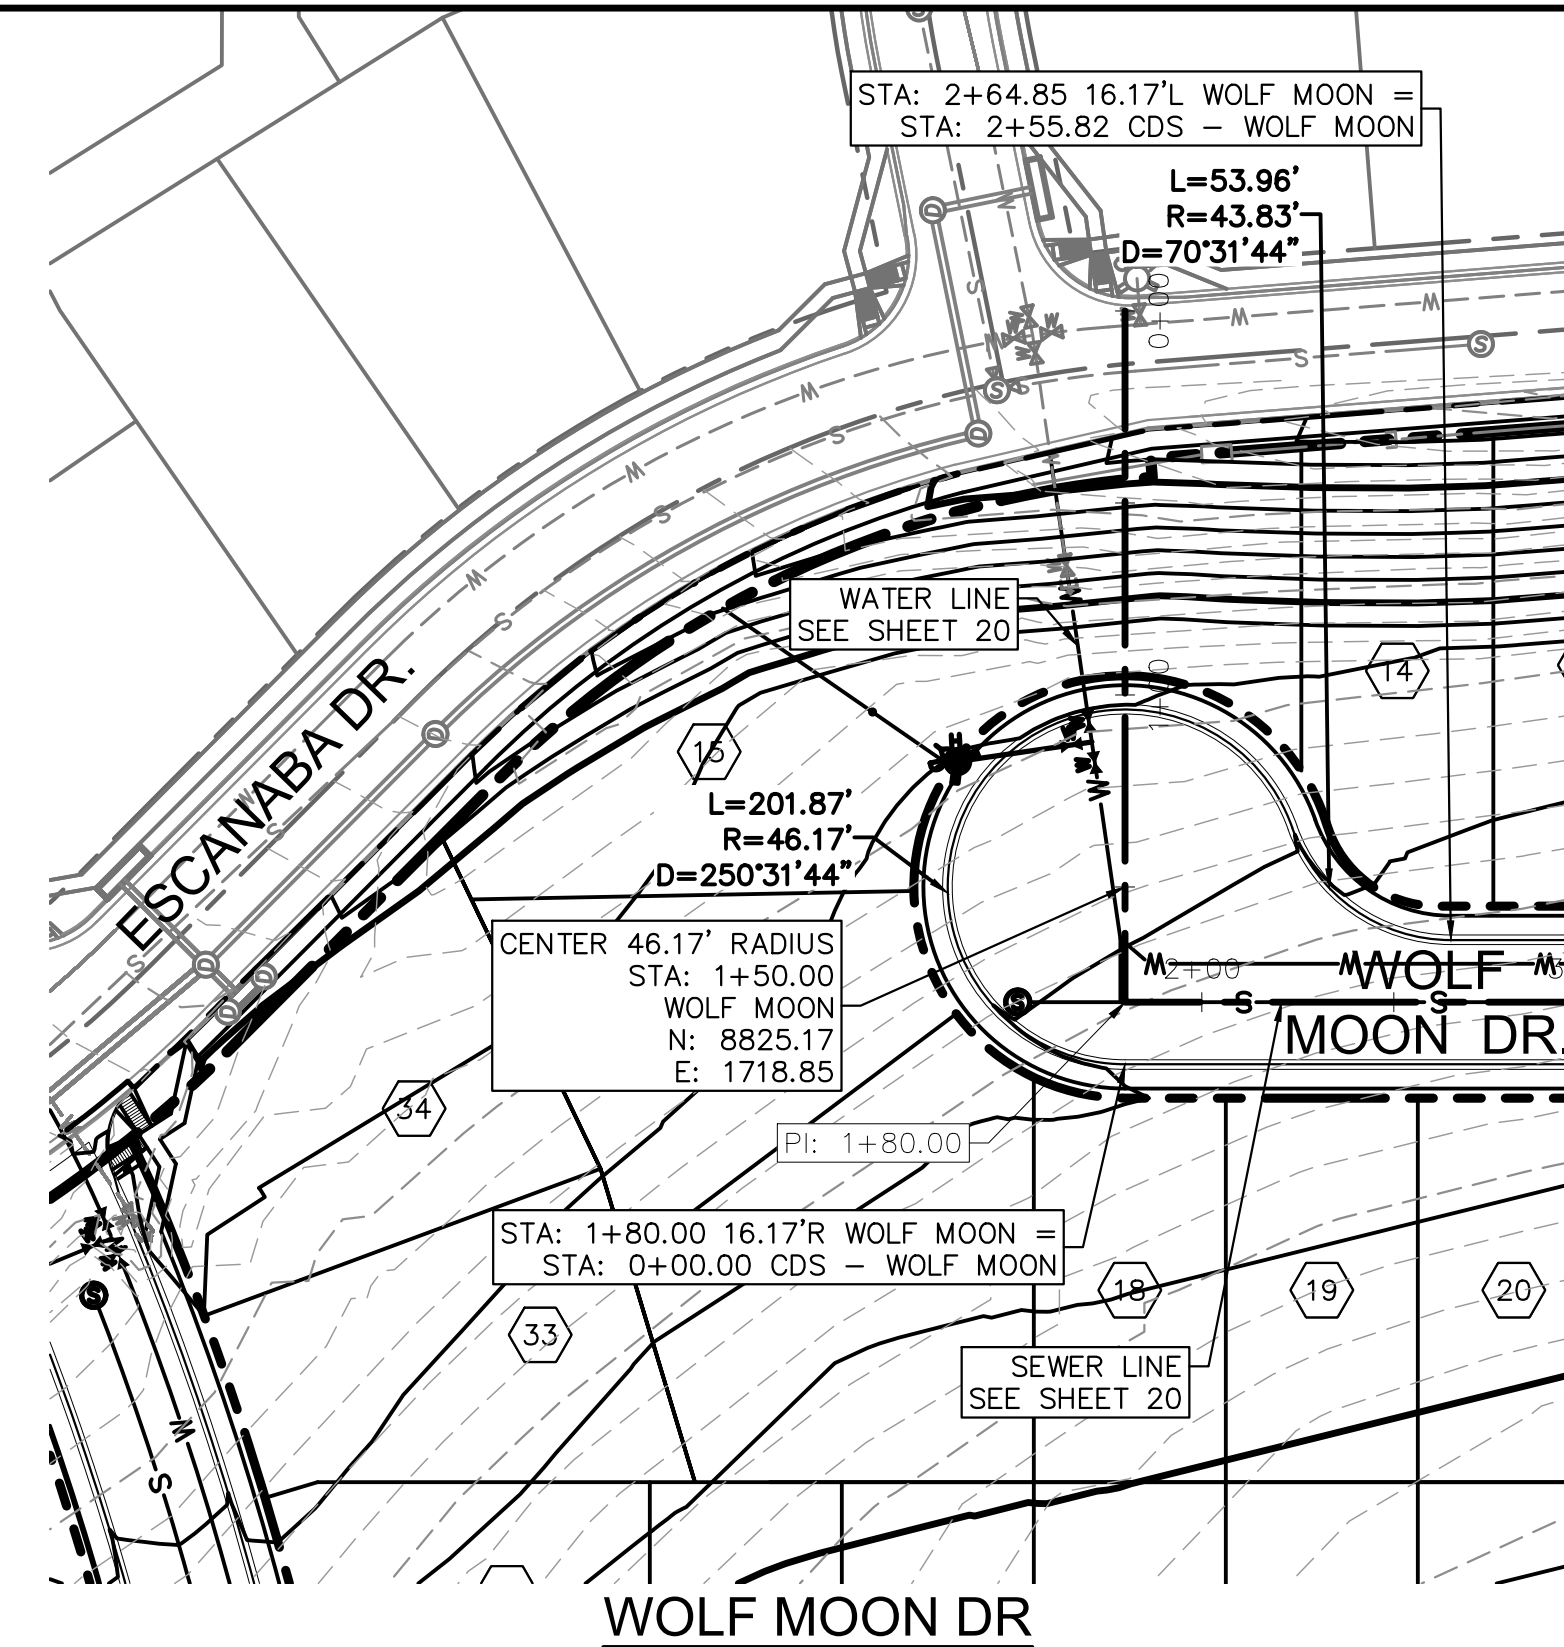 STA: 2+64.85 16.17'L WOLF MOON =
STA: 2+55.82 CDS – WOLF MOON
L=53.96'
R=43.83'
D=70°31'44"
0+00
WATER LINE
SEE SHEET 20
1+00
14
15
ESCANABA DR.
L=201.87'
R=46.17'
D=250°31'44"
CENTER 46.17' RADIUS
STA: 1+50.00
WOLF MOON
N: 8825.17
E: 1718.85
2+00
WOLF
MOON DR.
34
PI: 1+80.00
STA: 1+80.00 16.17'R WOLF MOON =
STA: 0+00.00 CDS – WOLF MOON
18
19
20
33
SEWER LINE
SEE SHEET 20
WOLF MOON DR